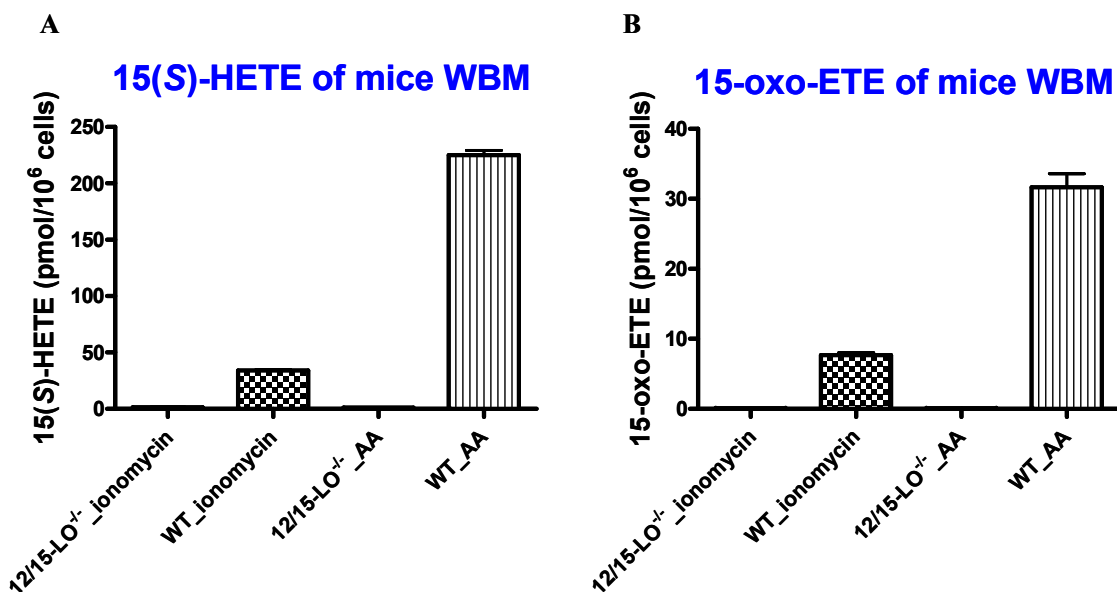 A
15(S)-HETE of mice WBM
15(S)-HETE (pmol/10⁶ cells)
250
200
150
100
50
0
12/15-LO⁻/⁻_ionomycin
WT_ionomycin
12/15-LO⁻/⁻_AA
WT_AA
B
15-oxo-ETE of mice WBM
15-oxo-ETE (pmol/10⁶ cells)
40
30
20
10
0
12/15-LO⁻/⁻_ionomycin
WT_ionomycin
12/15-LO⁻/⁻_AA
WT_AA